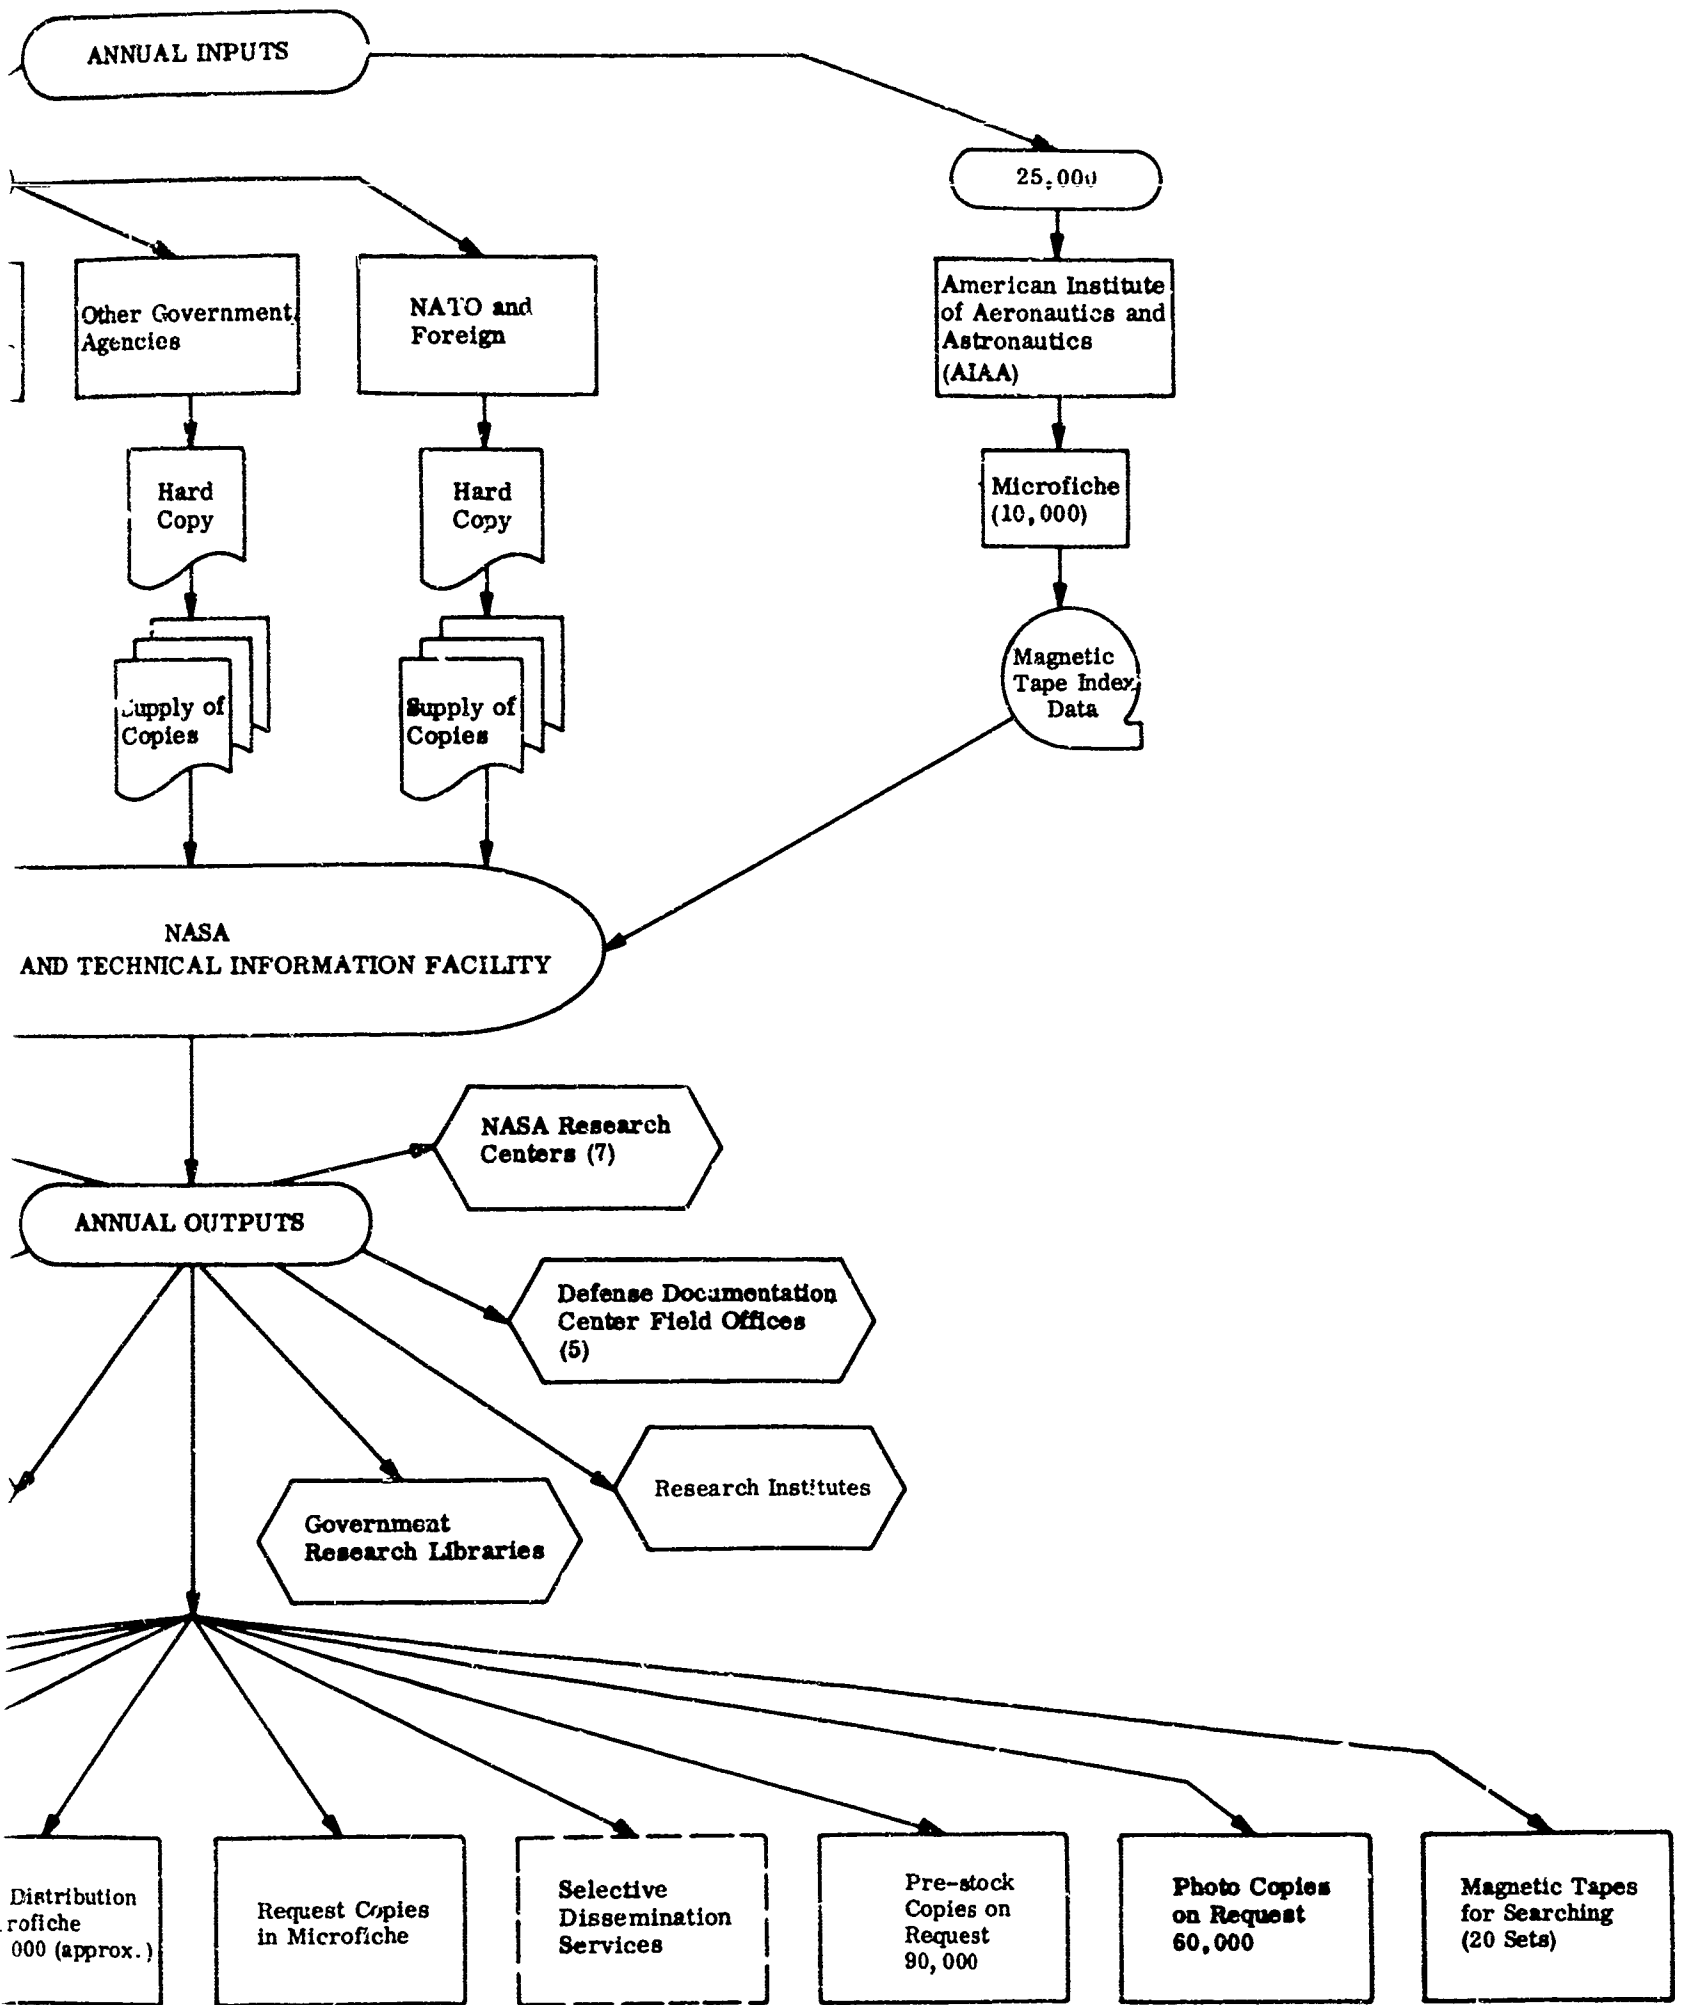 ANNUAL INPUTS
25,000
Other Government
Agencies
NATO and
Foreign
American Institute
of Aeronautics and
Astronautics
(AIAA)
Hard
Copy
Hard
Copy
Microfiche
(10,000)
Supply of
Copies
Supply of
Copies
Magnetic
Tape Index
Data
NASA
AND TECHNICAL INFORMATION FACILITY
NASA Research
Centers (7)
ANNUAL OUTPUTS
Defense Documentation
Center Field Offices
(5)
Research Institutes
Government
Research Libraries
Distribution
rofiche
000 (approx.)
Request Copies
in Microfiche
Selective
Dissemination
Services
Pre-stock
Copies on
Request
90,000
Photo Copies
on Request
60,000
Magnetic Tapes
for Searching
(20 Sets)